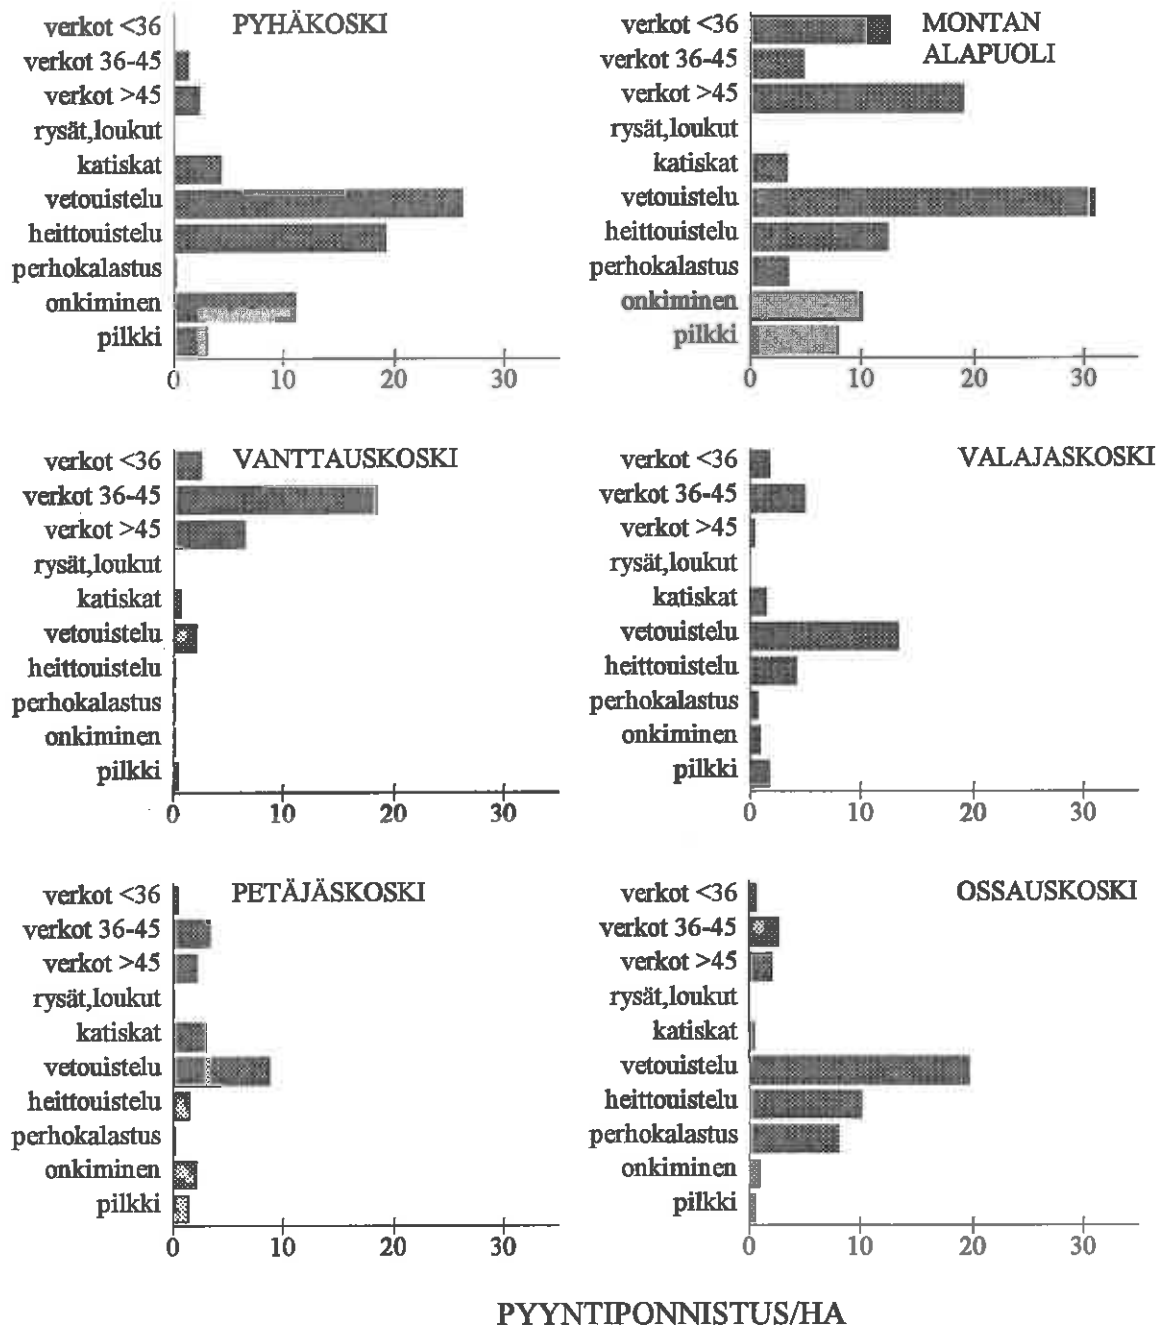 PYHÄKOSKI
verkot <36
verkot 36-45
verkot >45
rysät,loukut
katiskat
vetouistelu
heittouistelu
perhokalastus
onkiminen
pilkki
0 10 20 30
MONTAN
ALAPUOLI
verkot <36
verkot 36-45
verkot >45
rysät,loukut
katiskat
vetouistelu
heittouistelu
perhokalastus
onkiminen
pilkki
0 10 20 30
VANTTAUSKOSKI
verkot <36
verkot 36-45
verkot >45
rysät,loukut
katiskat
vetouistelu
heittouistelu
perhokalastus
onkiminen
pilkki
0 10 20 30
VALAJASKOSKI
verkot <36
verkot 36-45
verkot >45
rysät,loukut
katiskat
vetouistelu
heittouistelu
perhokalastus
onkiminen
pilkki
0 10 20 30
PETÄJÄSKOSKI
verkot <36
verkot 36-45
verkot >45
rysät,loukut
katiskat
vetouistelu
heittouistelu
perhokalastus
onkiminen
pilkki
0 10 20 30
OSSAUSKOSKI
verkot <36
verkot 36-45
verkot >45
rysät,loukut
katiskat
vetouistelu
heittouistelu
perhokalastus
onkiminen
pilkki
0 10 20 30
PYYNTIPONNISTUS/HA